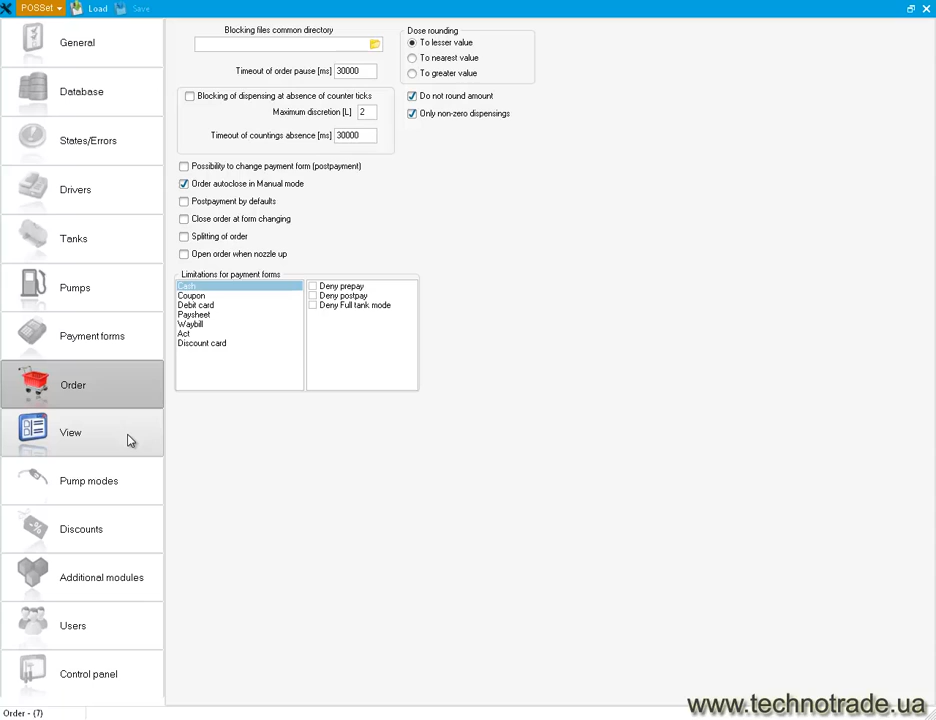 POSSet Load Save
General
Database
States/Errors
Drivers
Tanks
Pumps
Payment forms
Order
View
Pump modes
Discounts
Additional modules
Users
Control panel
Blocking files common directory
Timeout of order pause [ms] 30000
Blocking of dispensing at absence of counter ticks
Maximum discretion [L] 2
Timeout of countings absence [ms] 30000
Possibility to change payment form (postpayment)
Order autoclose in Manual mode
Postpayment by defaults
Close order at form changing
Splitting of order
Open order when nozzle up
Limitations for payment forms
Cash
Coupon
Debit card
Paysheet
Waybill
Act
Discount card
Deny prepay
Deny postpay
Deny Full tank mode
Dose rounding
To lesser value
To nearest value
To greater value
Do not round amount
Only non-zero dispensings
Order - (7)
www.technotrade.ua